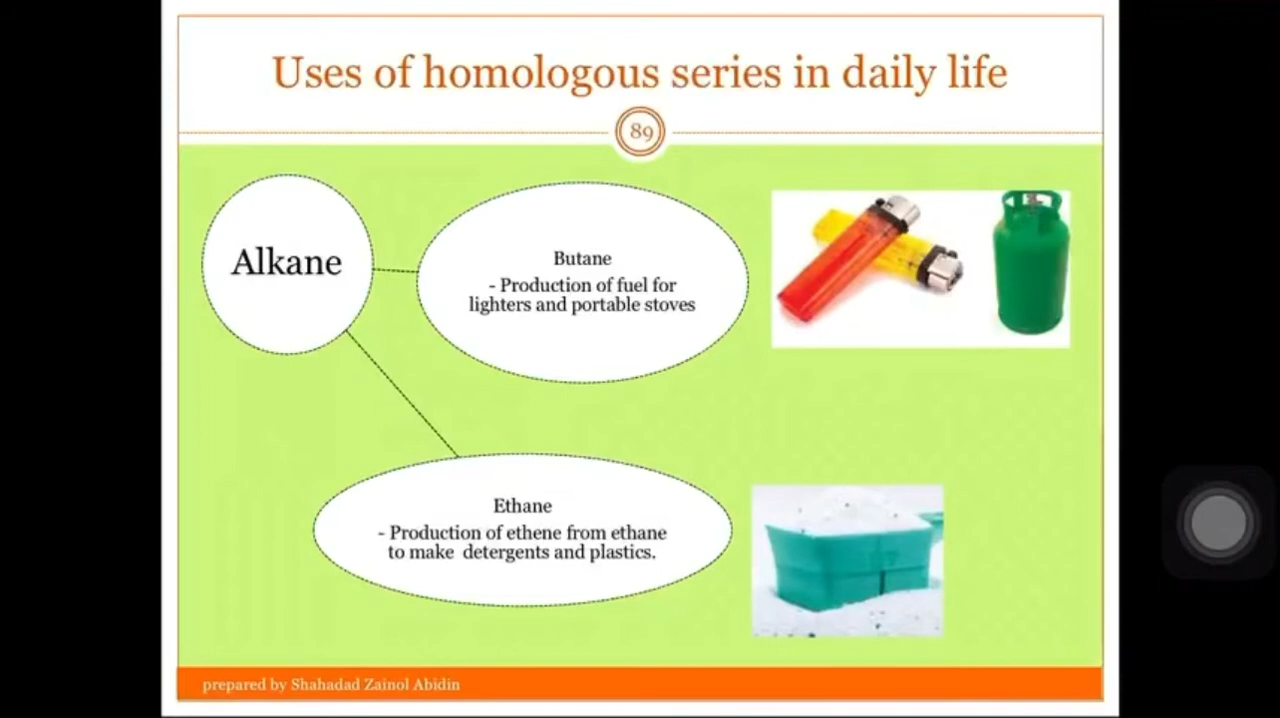 Uses of homologous series in daily life
89
Alkane
Butane
- Production of fuel for
lighters and portable stoves
Ethane
- Production of ethene from ethane
to make detergents and plastics.
prepared by Shahadad Zainol Abidin